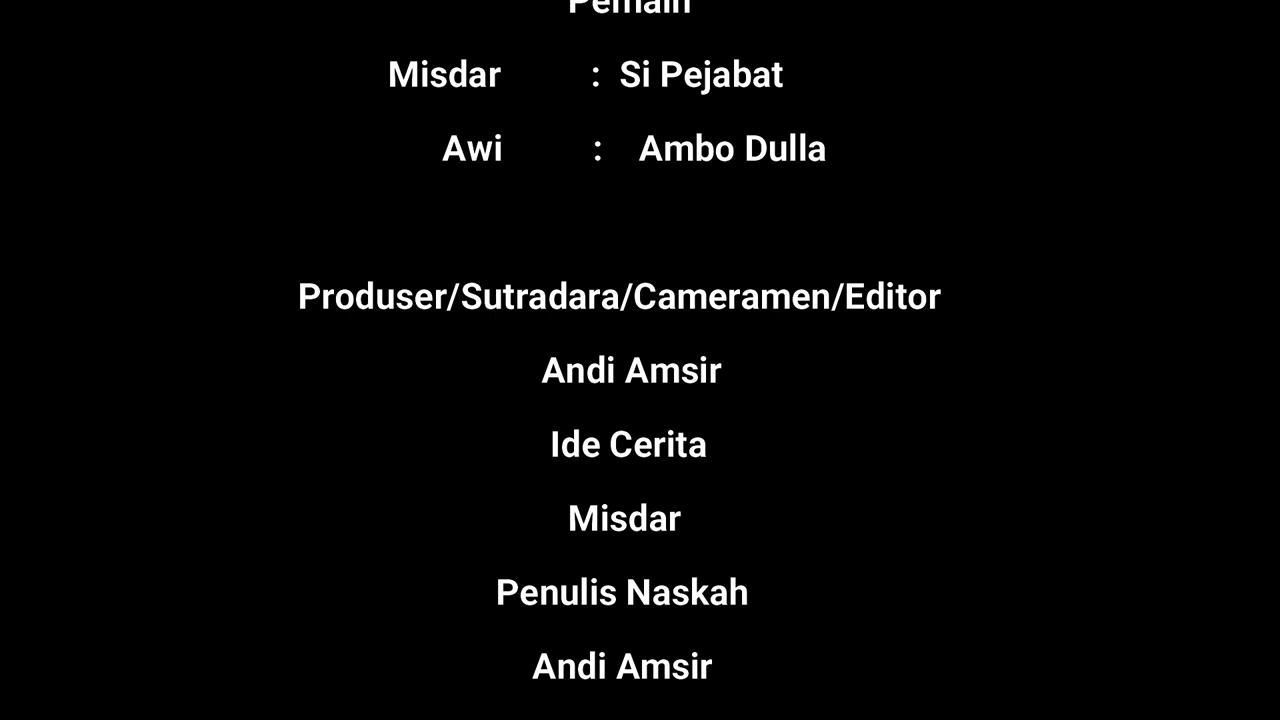 Pemain
Misdar : Si Pejabat
Awi : Ambo Dulla
Produser/Sutradara/Cameramen/Editor
Andi Amsir
Ide Cerita
Misdar
Penulis Naskah
Andi Amsir